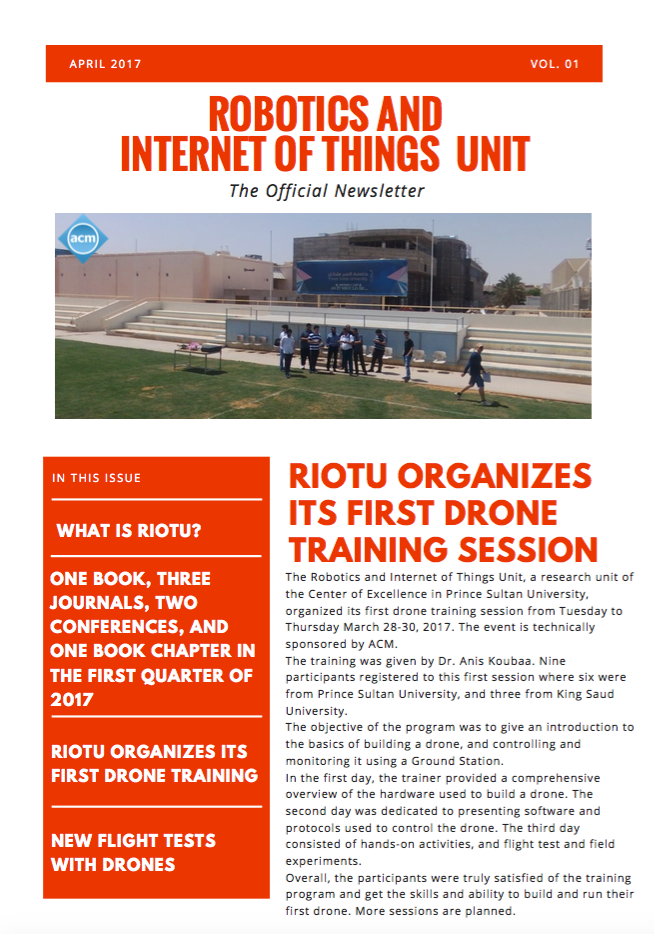 APRIL 2017
VOL. 01
ROBOTICS AND
INTERNET OF THINGS UNIT
The Official Newsletter
acm
IN THIS ISSUE
WHAT IS RIOTU?
ONE BOOK, THREE
JOURNALS, TWO
CONFERENCES, AND
ONE BOOK CHAPTER IN
THE FIRST QUARTER OF
2017
RIOTU ORGANIZES ITS
FIRST DRONE TRAINING
NEW FLIGHT TESTS
WITH DRONES
RIOTU ORGANIZES
ITS FIRST DRONE
TRAINING SESSION
The Robotics and Internet of Things Unit, a research unit of
the Center of Excellence in Prince Sultan University,
organized its first drone training session from Tuesday to
Thursday March 28-30, 2017. The event is technically
sponsored by ACM.
The training was given by Dr. Anis Koubaa. Nine
participants registered to this first session where six were
from Prince Sultan University, and three from King Saud
University.
The objective of the program was to give an introduction to
the basics of building a drone, and controlling and
monitoring it using a Ground Station.
In the first day, the trainer provided a comprehensive
overview of the hardware used to build a drone. The
second day was dedicated to presenting software and
protocols used to control the drone. The third day
consisted of hands-on activities, and flight test and field
experiments.
Overall, the participants were truly satisfied of the training
program and get the skills and ability to build and run their
first drone. More sessions are planned.